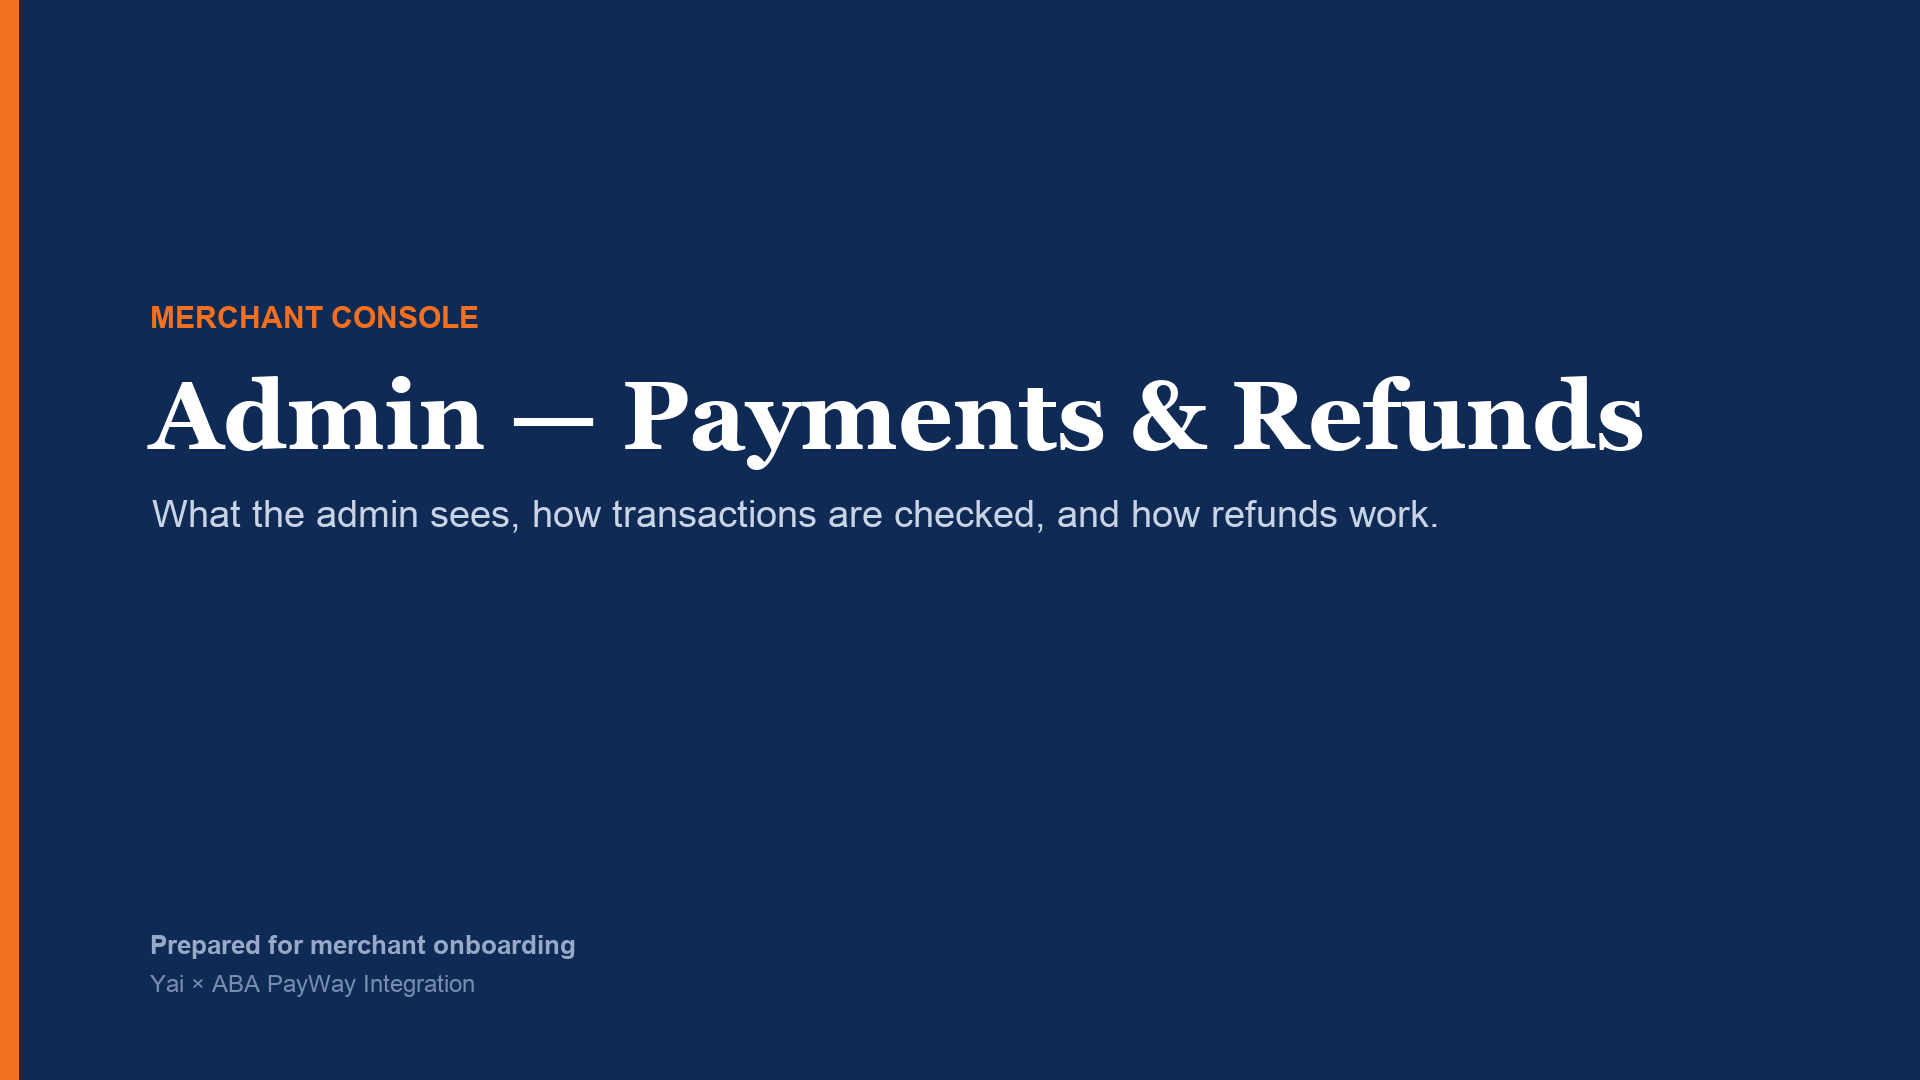 MERCHANT CONSOLE
Admin — Payments & Refunds
What the admin sees, how transactions are checked, and how refunds work.
Prepared for merchant onboarding
Yai × ABA PayWay Integration